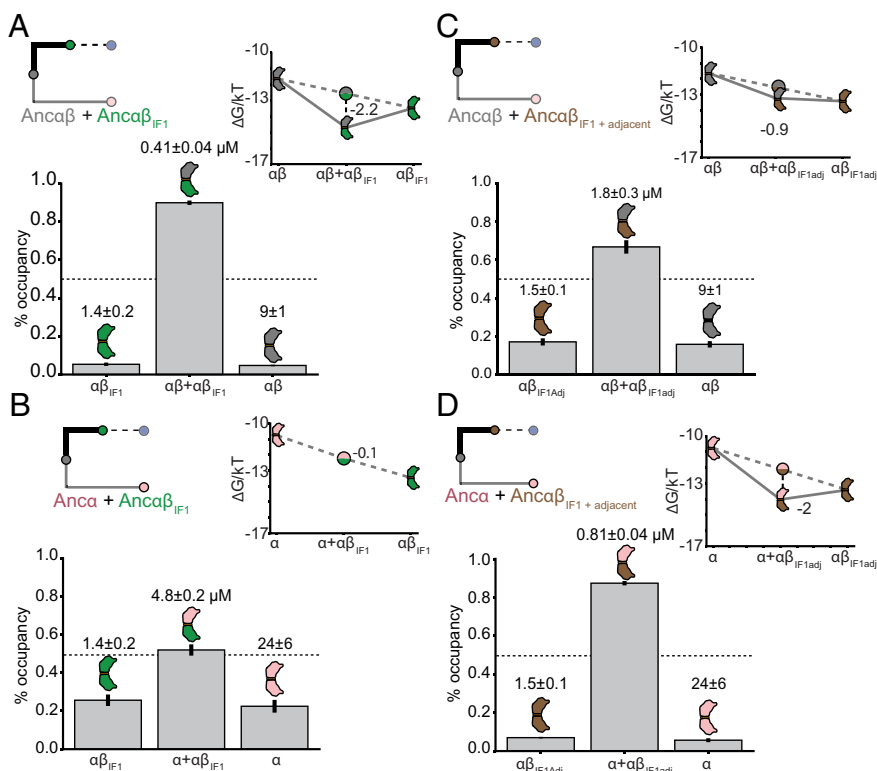 A
Ancαβ + AncαβIF1
-10
-13
-17
ΔG/kT
-2.2
αβ αβ+αβIF1 αβIF1
0.41±0.04 µM
1.4±0.2
9±1
% occupancy
1.0
0.8
0.6
0.4
0.2
0.0
αβIF1 αβ+αβIF1 αβ
C
Ancαβ + AncαβIF1 + adjacent
-10
-13
-17
ΔG/kT
-0.9
αβ αβ+αβIF1adj αβIF1adj
1.8±0.3 µM
1.5±0.1
9±1
% occupancy
1.0
0.8
0.6
0.4
0.2
0.0
αβIF1Adj αβ+αβIF1adj αβ
B
Ancα + AncαβIF1
-10
-13
-17
ΔG/kT
-0.1
α α+αβIF1 αβIF1
4.8±0.2 µM
1.4±0.2
24±6
% occupancy
1.0
0.8
0.6
0.4
0.2
0.0
αβIF1 α+αβIF1 α
D
Ancα + AncαβIF1 + adjacent
-10
-13
-17
ΔG/kT
-2
α α+αβIF1adj αβIF1adj
0.81±0.04 µM
1.5±0.1
24±6
% occupancy
1.0
0.8
0.6
0.4
0.2
0.0
αβIF1Adj α+αβIF1adj α